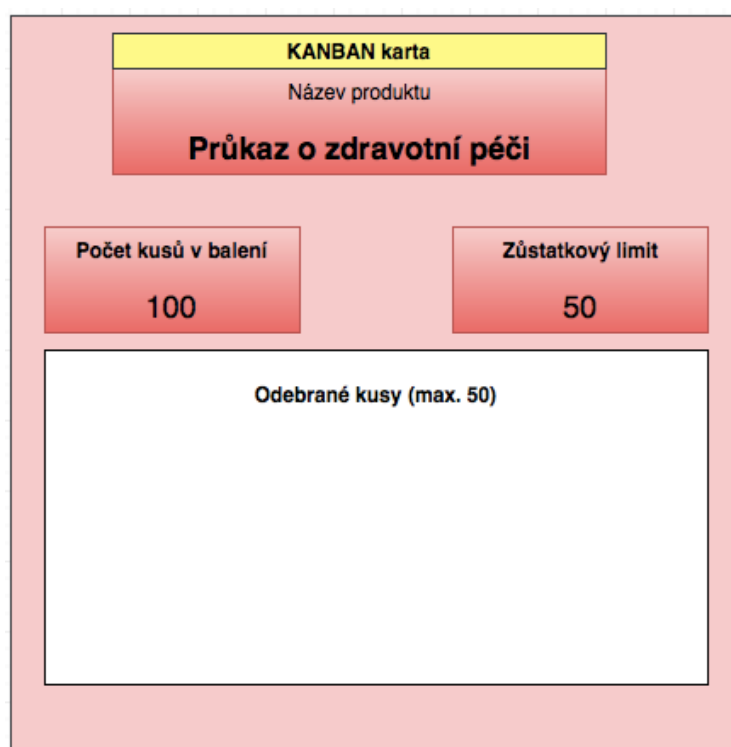 KANBAN karta
Název produktu
Průkaz o zdravotní péči
Počet kusů v balení
100
Zůstatkový limit
50
Odebrané kusy (max. 50)